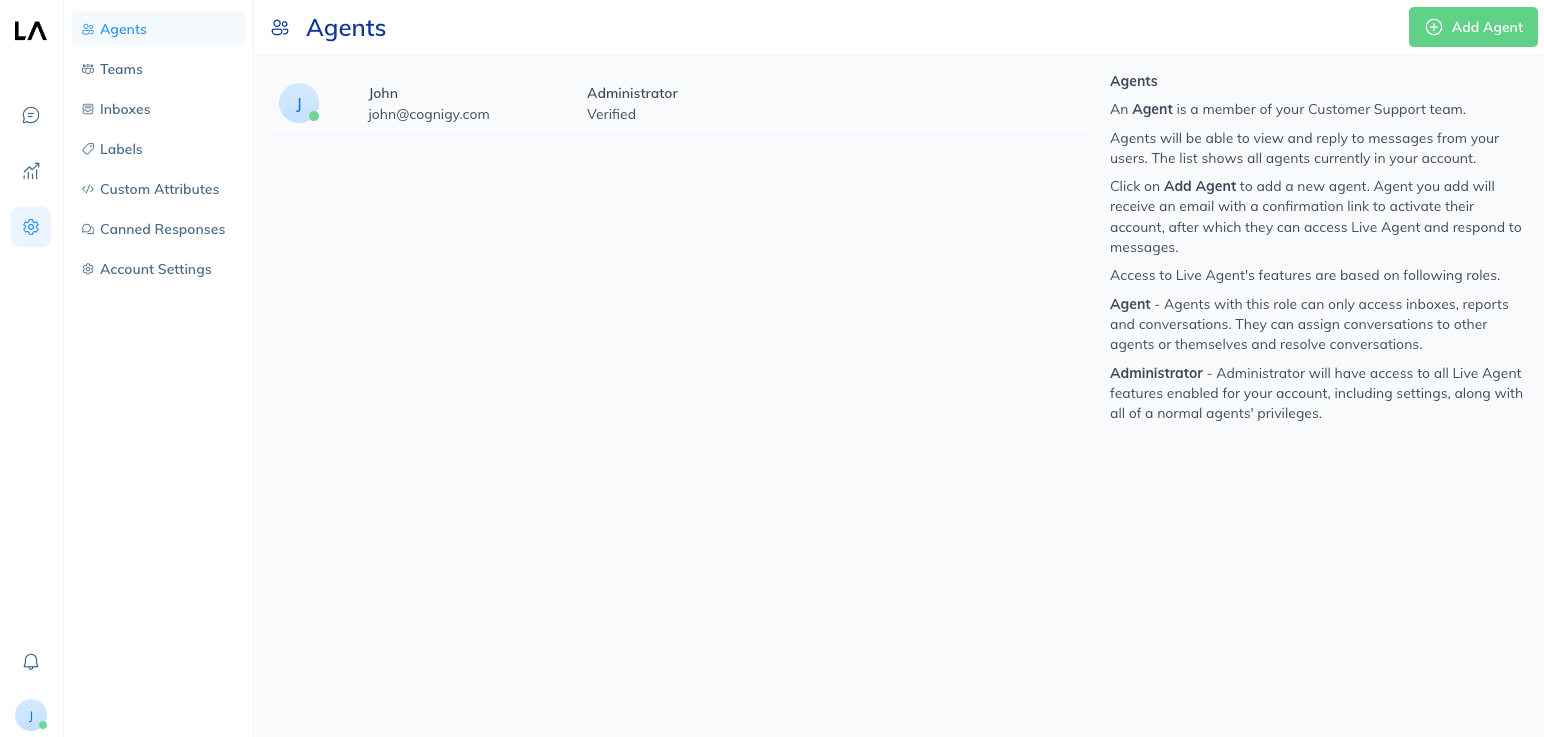 LA
Agents
Teams
Inboxes
Labels
Custom Attributes
Canned Responses
Account Settings
J
Agents
Add Agent
J
John
john@cognigy.com
Administrator
Verified
Agents
An Agent is a member of your Customer Support team.
Agents will be able to view and reply to messages from your
users. The list shows all agents currently in your account.
Click on Add Agent to add a new agent. Agent you add will
receive an email with a confirmation link to activate their
account, after which they can access Live Agent and respond to
messages.
Access to Live Agent's features are based on following roles.
Agent - Agents with this role can only access inboxes, reports
and conversations. They can assign conversations to other
agents or themselves and resolve conversations.
Administrator - Administrator will have access to all Live Agent
features enabled for your account, including settings, along with
all of a normal agents' privileges.